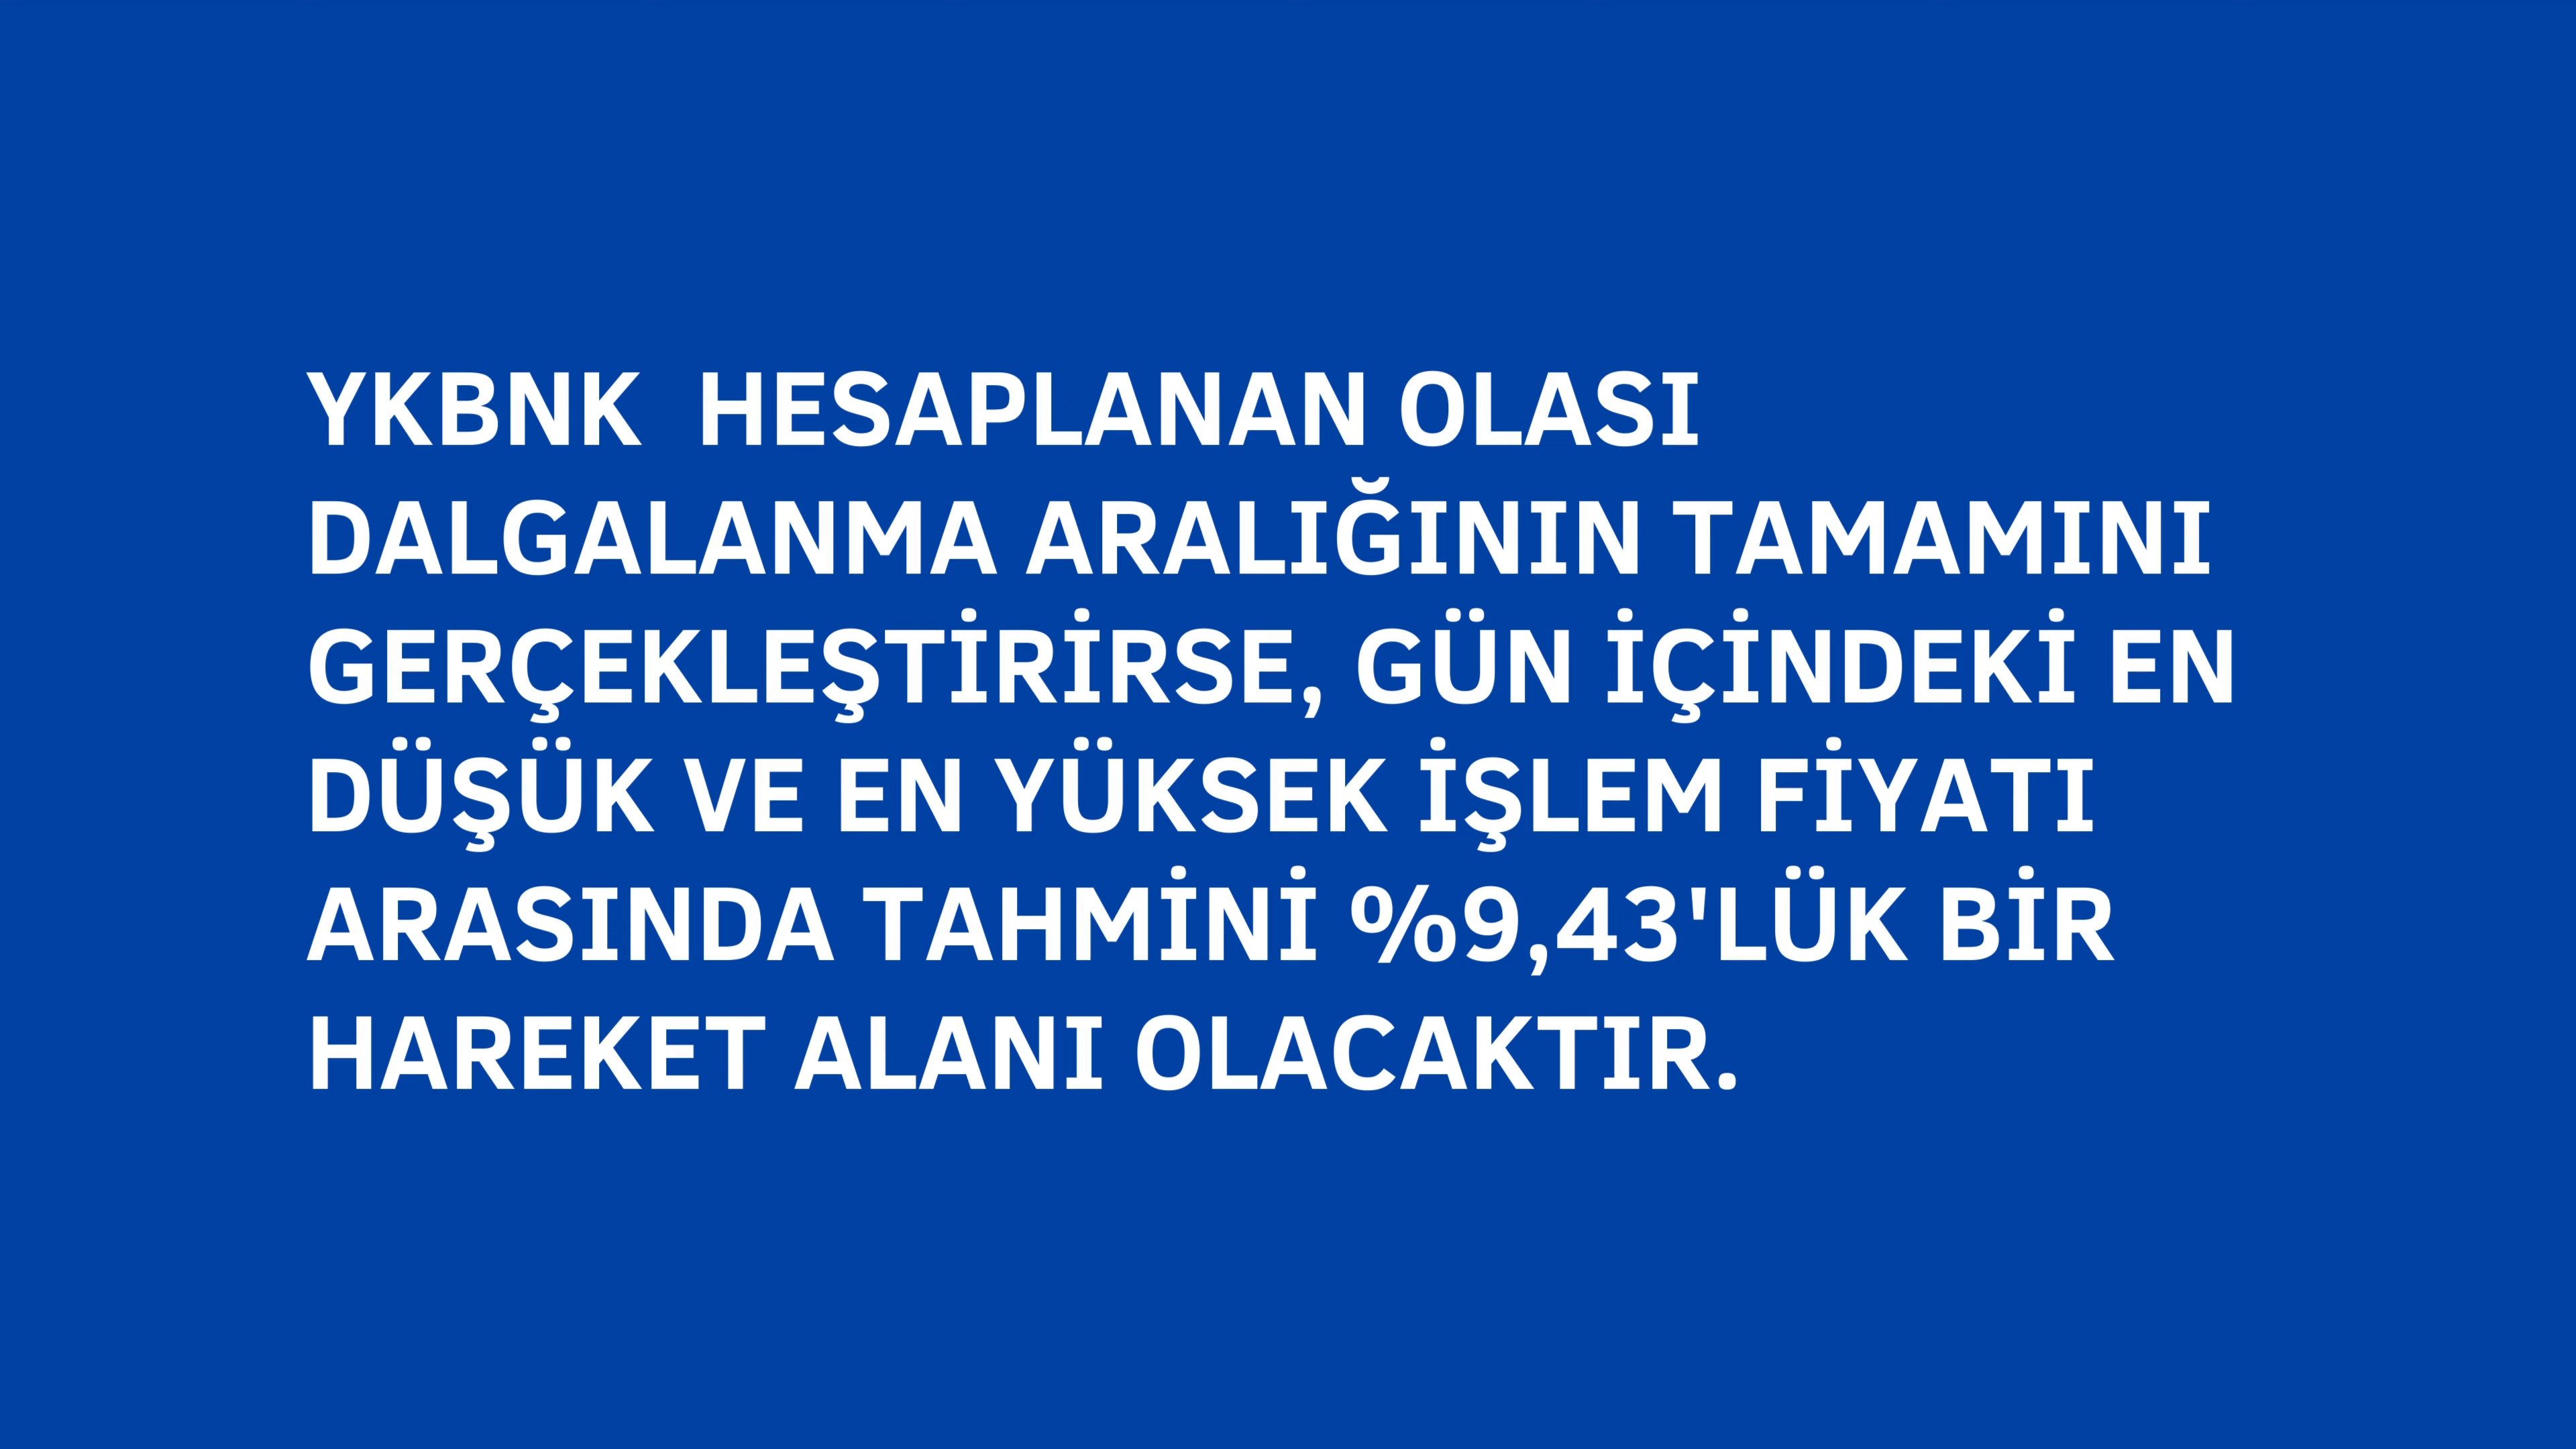 YKBNK  HESAPLANAN OLASI
DALGALANMA ARALIĞININ TAMAMINI
GERÇEKLEŞTİRİRSE, GÜN İÇİNDEKİ EN
DÜŞÜK VE EN YÜKSEK İŞLEM FİYATI
ARASINDA TAHMİNİ %9,43'LÜK BİR
HAREKET ALANI OLACAKTIR.